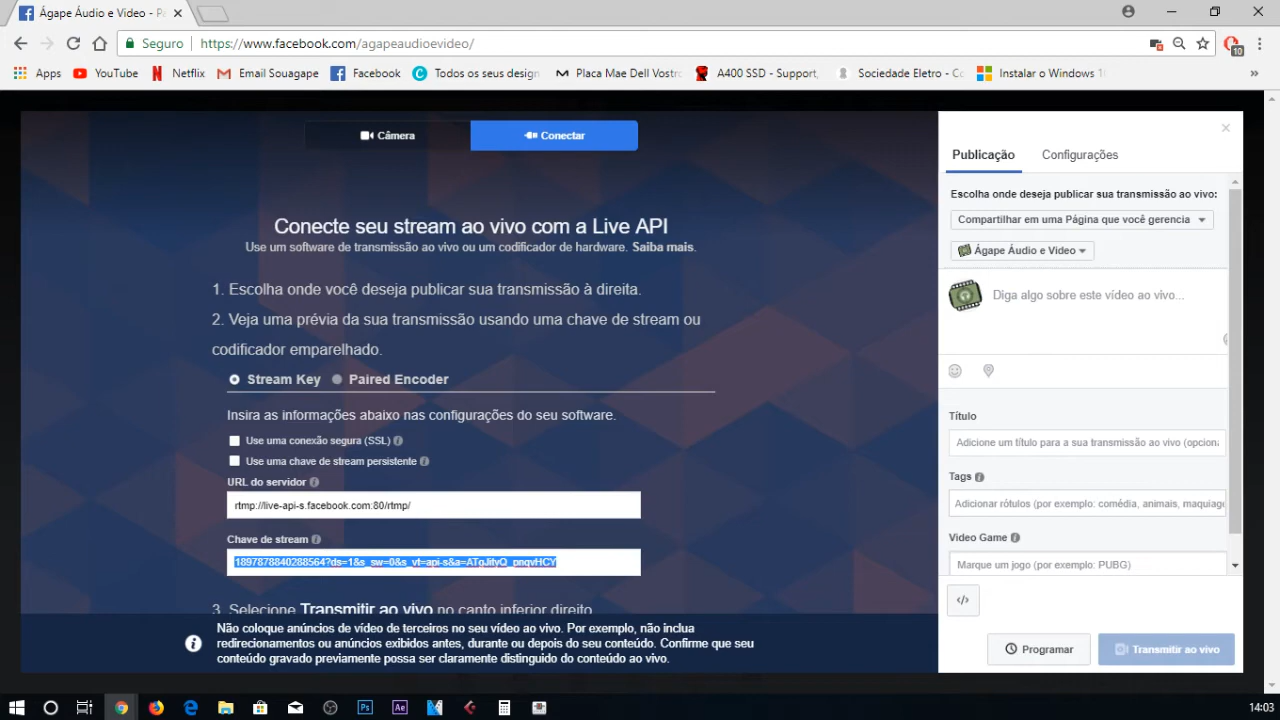 Ágape Áudio e Video - Pá
Seguro
https://www.facebook.com/agapeaudioevideo/
10
Apps
YouTube
Netflix
Email Souagape
Facebook
Todos os seus design
Placa Mae Dell Vostro
A400 SSD - Support,
Sociedade Eletro - Co
Instalar o Windows 1
»
Câmera
Conectar
Conecte seu stream ao vivo com a Live API
Use um software de transmissão ao vivo ou um codificador de hardware. Saiba mais.
1. Escolha onde você deseja publicar sua transmissão à direita.
2. Veja uma prévia da sua transmissão usando uma chave de stream ou
codificador emparelhado.
Stream Key
Paired Encoder
Insira as informações abaixo nas configurações do seu software.
Use uma conexão segura (SSL)
Use uma chave de stream persistente
URL do servidor
rtmp://live-api-s.facebook.com:80/rtmp/
Chave de stream
1897878840288564?ds=1&s_sw=0&s_vt=api-s&a=ATgJityQ_pnqvHCY
3. Selecione Transmitir ao vivo no canto inferior direito
Não coloque anúncios de vídeo de terceiros no seu vídeo ao vivo. Por exemplo, não inclua
redirecionamentos ou anúncios exibidos antes, durante ou depois do seu conteúdo. Confirme que seu
conteúdo gravado previamente possa ser claramente distinguido do conteúdo ao vivo.
Publicação
Configurações
Escolha onde deseja publicar sua transmissão ao vivo:
Compartilhar em uma Página que você gerencia
Ágape Áudio e Video
Diga algo sobre este vídeo ao vivo...
Título
Adicione um título para a sua transmissão ao vivo (opciona
Tags
Adicionar rótulos (por exemplo: comédia, animais, maquiage
Video Game
Marque um jogo (por exemplo: PUBG)
</>
Programar
Transmitir ao vivo
14:03